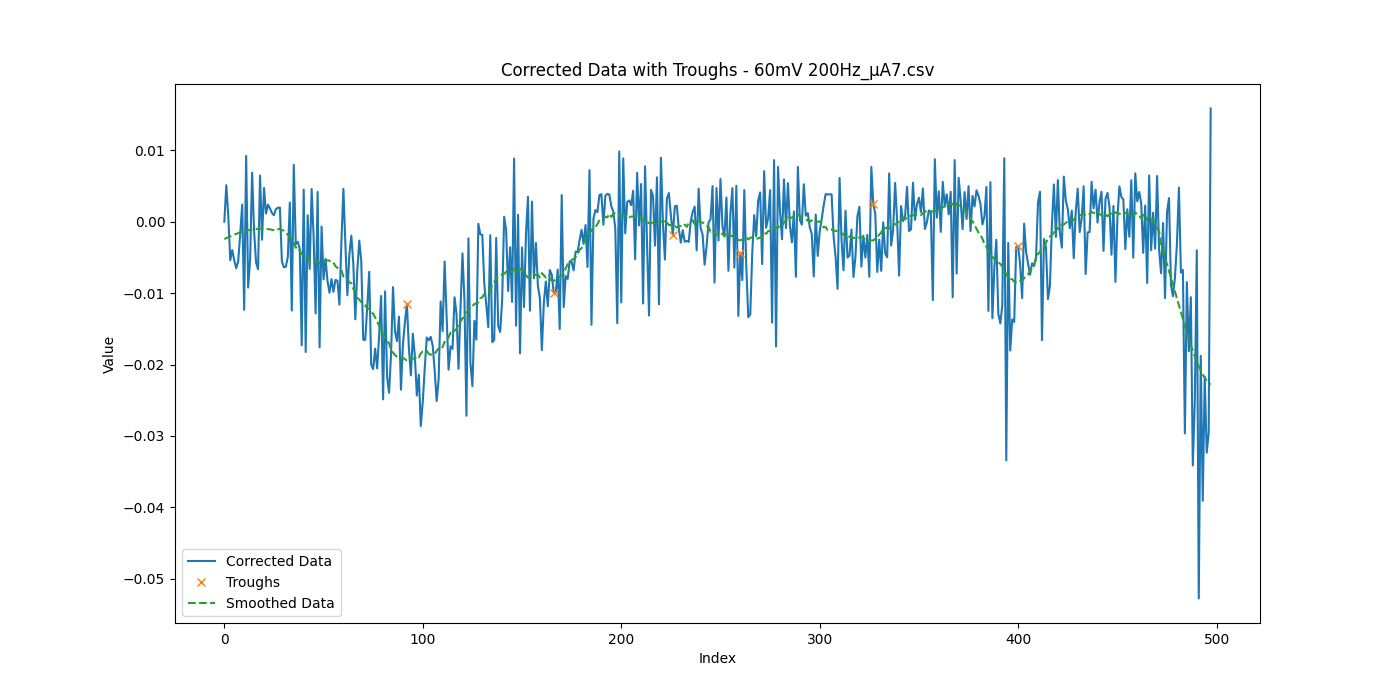 Corrected Data with Troughs - 60mV 200Hz_μA7.csv
0.01
0.00
−0.01
−0.02
−0.03
−0.04
−0.05
Value
Corrected Data
Troughs
Smoothed Data
0 100 200 300 400 500
Index